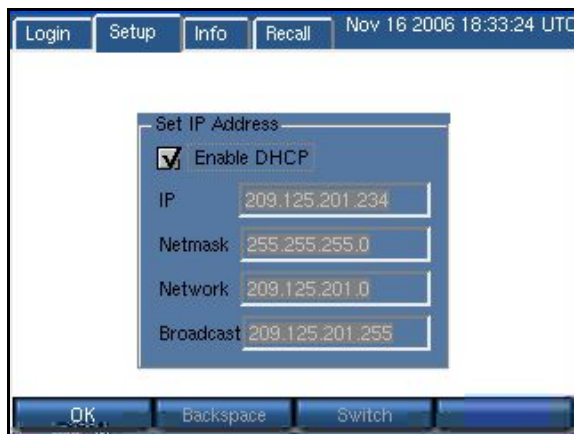 Login Setup Info Recall Nov 16 2006 18:33:24 UTC
Set IP Address
Enable DHCP
IP 209.125.201.234
Netmask 255.255.255.0
Network 209.125.201.0
Broadcast 209.125.201.255
OK Backspace Switch